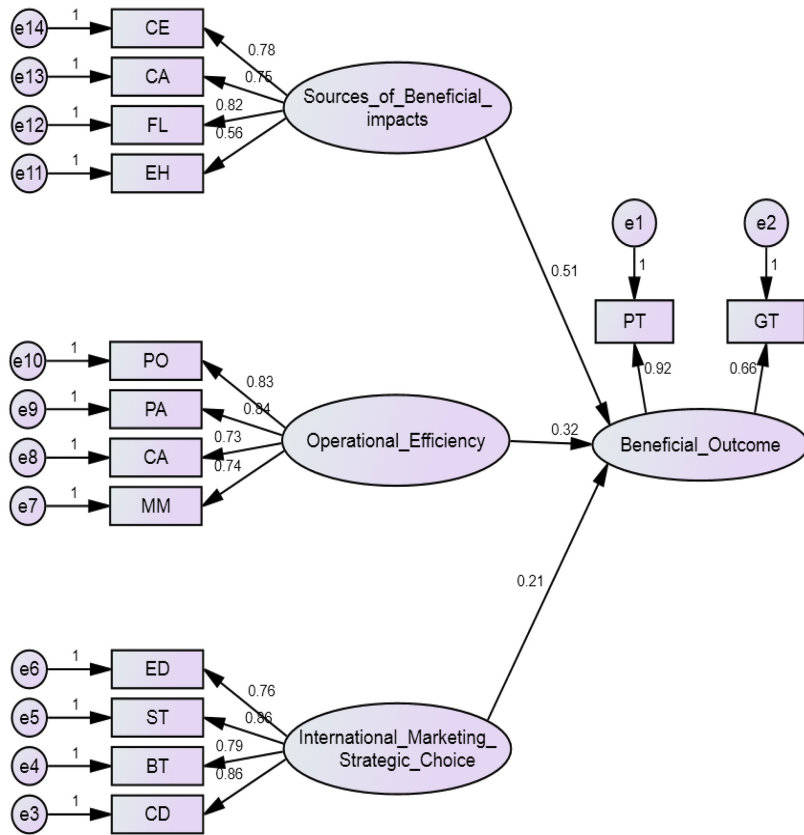 e14 1 CE 0.78
e13 1 CA 0.75
e12 1 FL 0.82
e11 1 EH 0.56
Sources_of_Beneficial_
impacts
0.51
e1 e2
1 1
PT GT
0.92 0.66
Beneficial_Outcome
e10 1 PO 0.83
e9 1 PA 0.84
e8 1 CA 0.73
e7 1 MM 0.74
Operational_Efficiency 0.32
0.21
e6 1 ED 0.76
e5 1 ST 0.86
e4 1 BT 0.79
e3 1 CD 0.86
International_Marketing_
Strategic_Choice